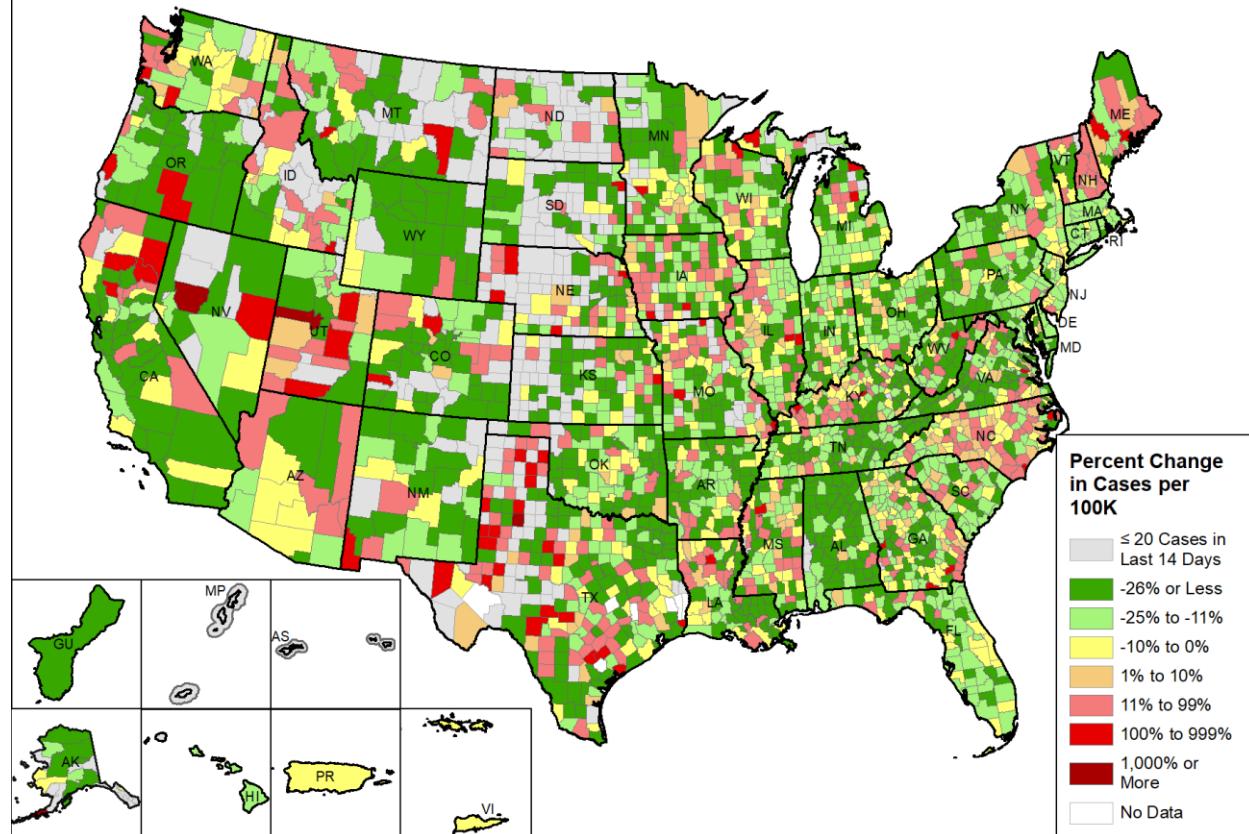 WA
MT
ND
MN
ME
OR
ID
SD
WI
MI
NY
VT
NH
MA
CT
RI
WY
NV
UT
NE
IA
IL
IN
OH
PA
NJ
DE
MD
CA
CO
KS
MO
KY
WV
VA
AZ
NM
OK
AR
TN
NC
SC
TX
LA
MS
AL
GA
FL
GU
MP
AS
AK
HI
PR
VI
Percent Change
in Cases per
100K
≤ 20 Cases in
Last 14 Days
-26% or Less
-25% to -11%
-10% to 0%
1% to 10%
11% to 99%
100% to 999%
1,000% or
More
No Data